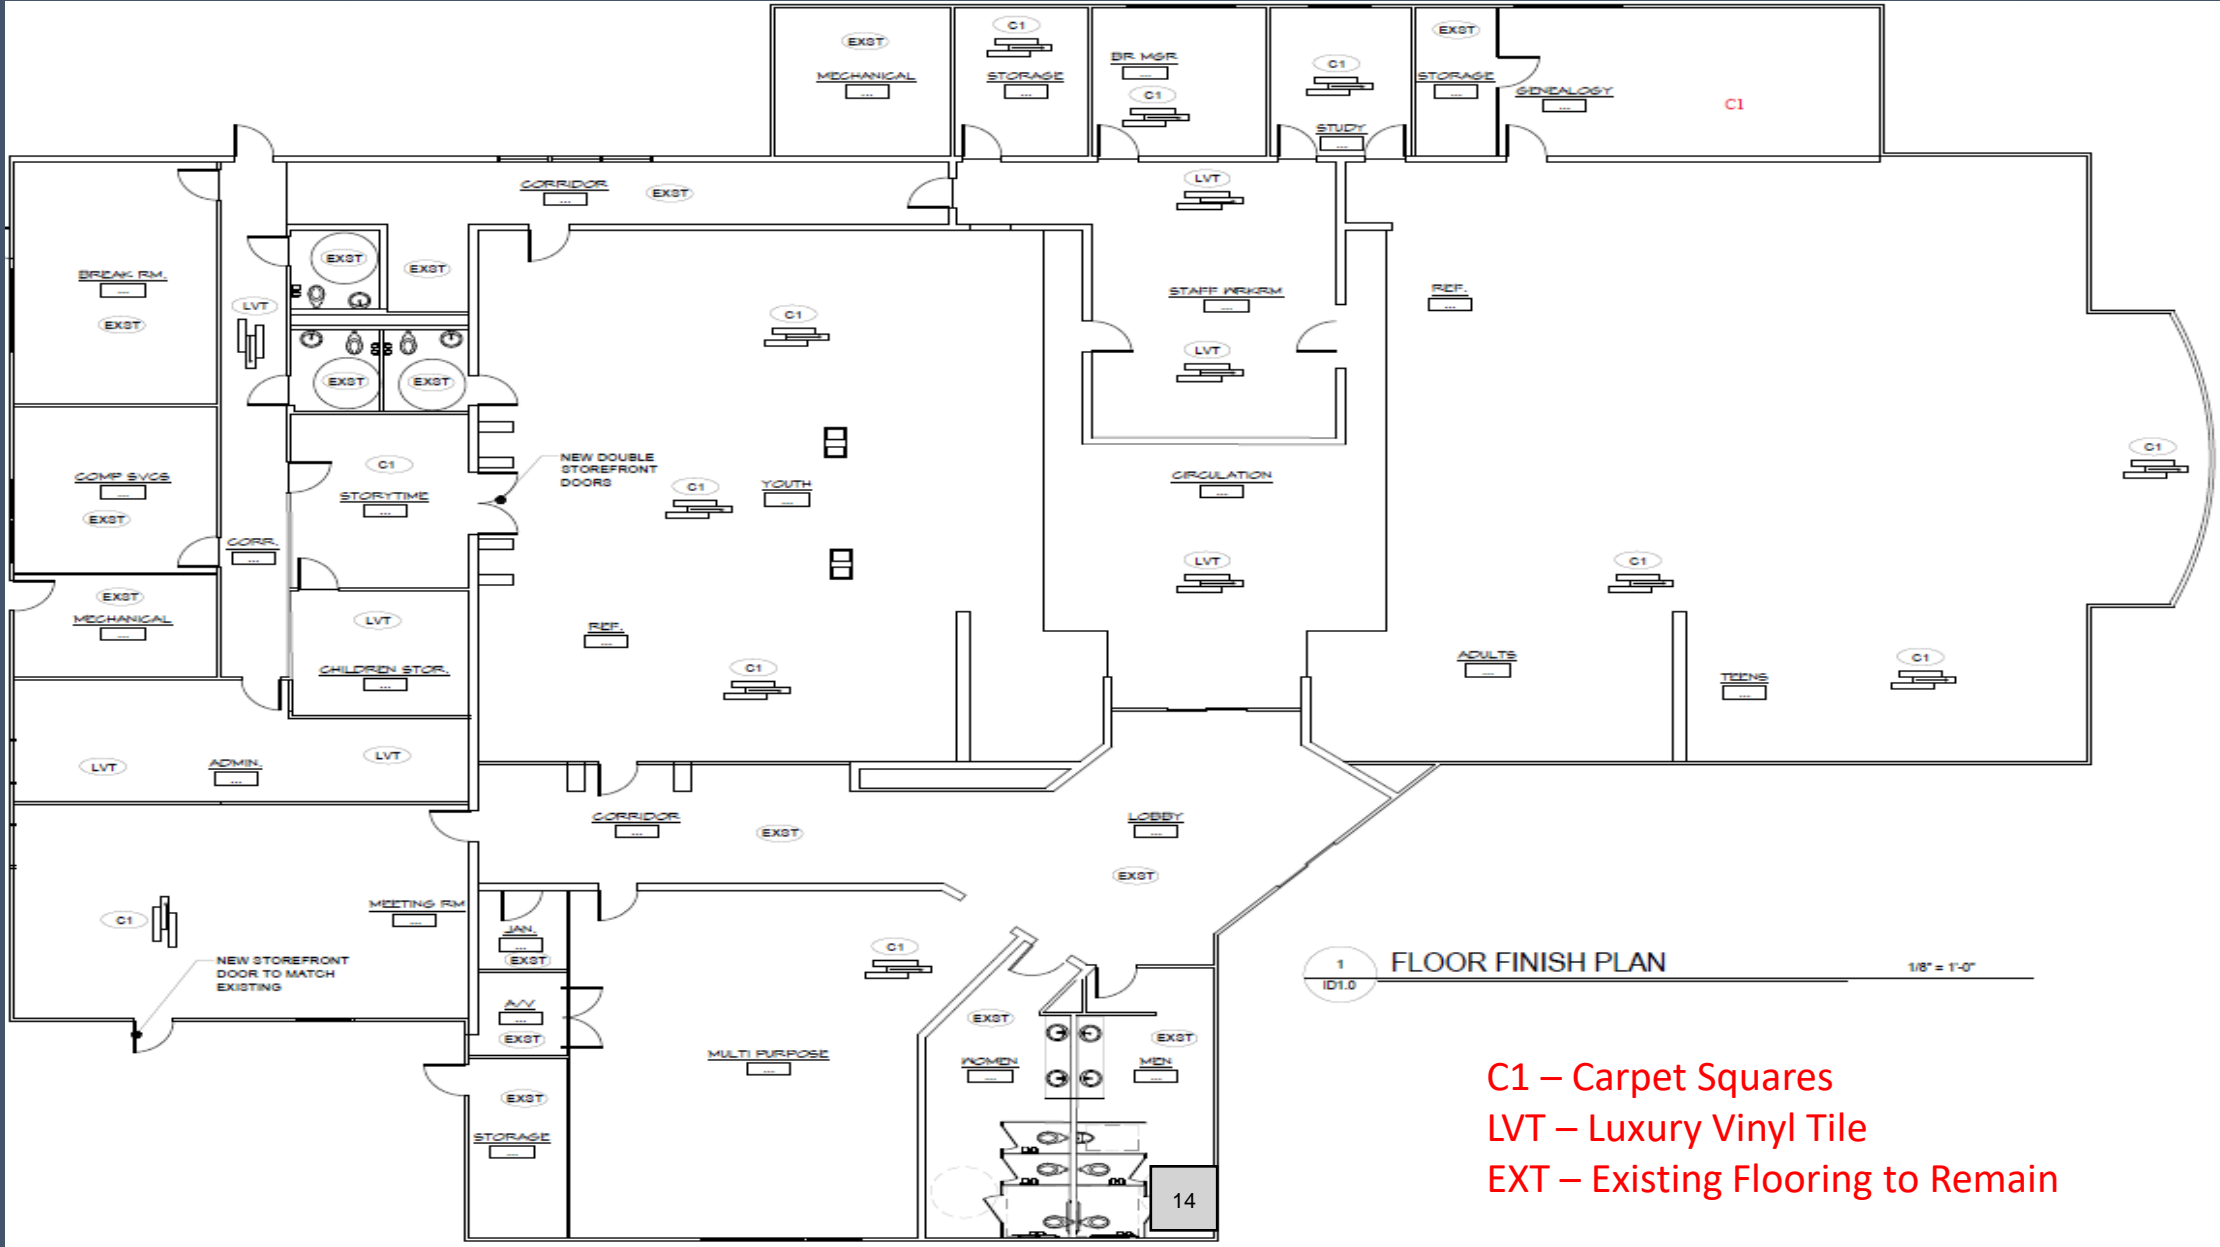 EXST
MECHANICAL
...
C1
STORAGE
...
BR MGR
...
C1
C1
STUDY
...
EXST
STORAGE
...
GENEALOGY
...
C1
CORRIDOR
...
EXST
LVT
BREAK RM.
...
EXST
LVT
EXST
EXST
EXST
EXST
C1
STAFF WRKRM
...
LVT
REF.
...
COMP SVCS
...
EXST
C1
STORYTIME
...
NEW DOUBLE
STOREFRONT
DOORS
C1
YOUTH
...
CIRCULATION
...
C1
CORR.
...
LVT
C1
EXST
MECHANICAL
...
LVT
CHILDREN STOR.
...
REF.
...
C1
ADULTS
...
TEENS
...
C1
LVT
ADMIN.
...
LVT
CORRIDOR
...
EXST
LOBBY
...
EXST
C1
MEETING RM
...
NEW STOREFRONT
DOOR TO MATCH
EXISTING
JAN.
...
EXST
A/V
...
EXST
C1
MULTI PURPOSE
...
EXST
WOMEN
...
EXST
MEN
...
EXST
STORAGE
...
1
ID1.0
FLOOR FINISH PLAN
1/8" = 1'-0"
C1 – Carpet Squares
LVT – Luxury Vinyl Tile
EXT – Existing Flooring to Remain
14